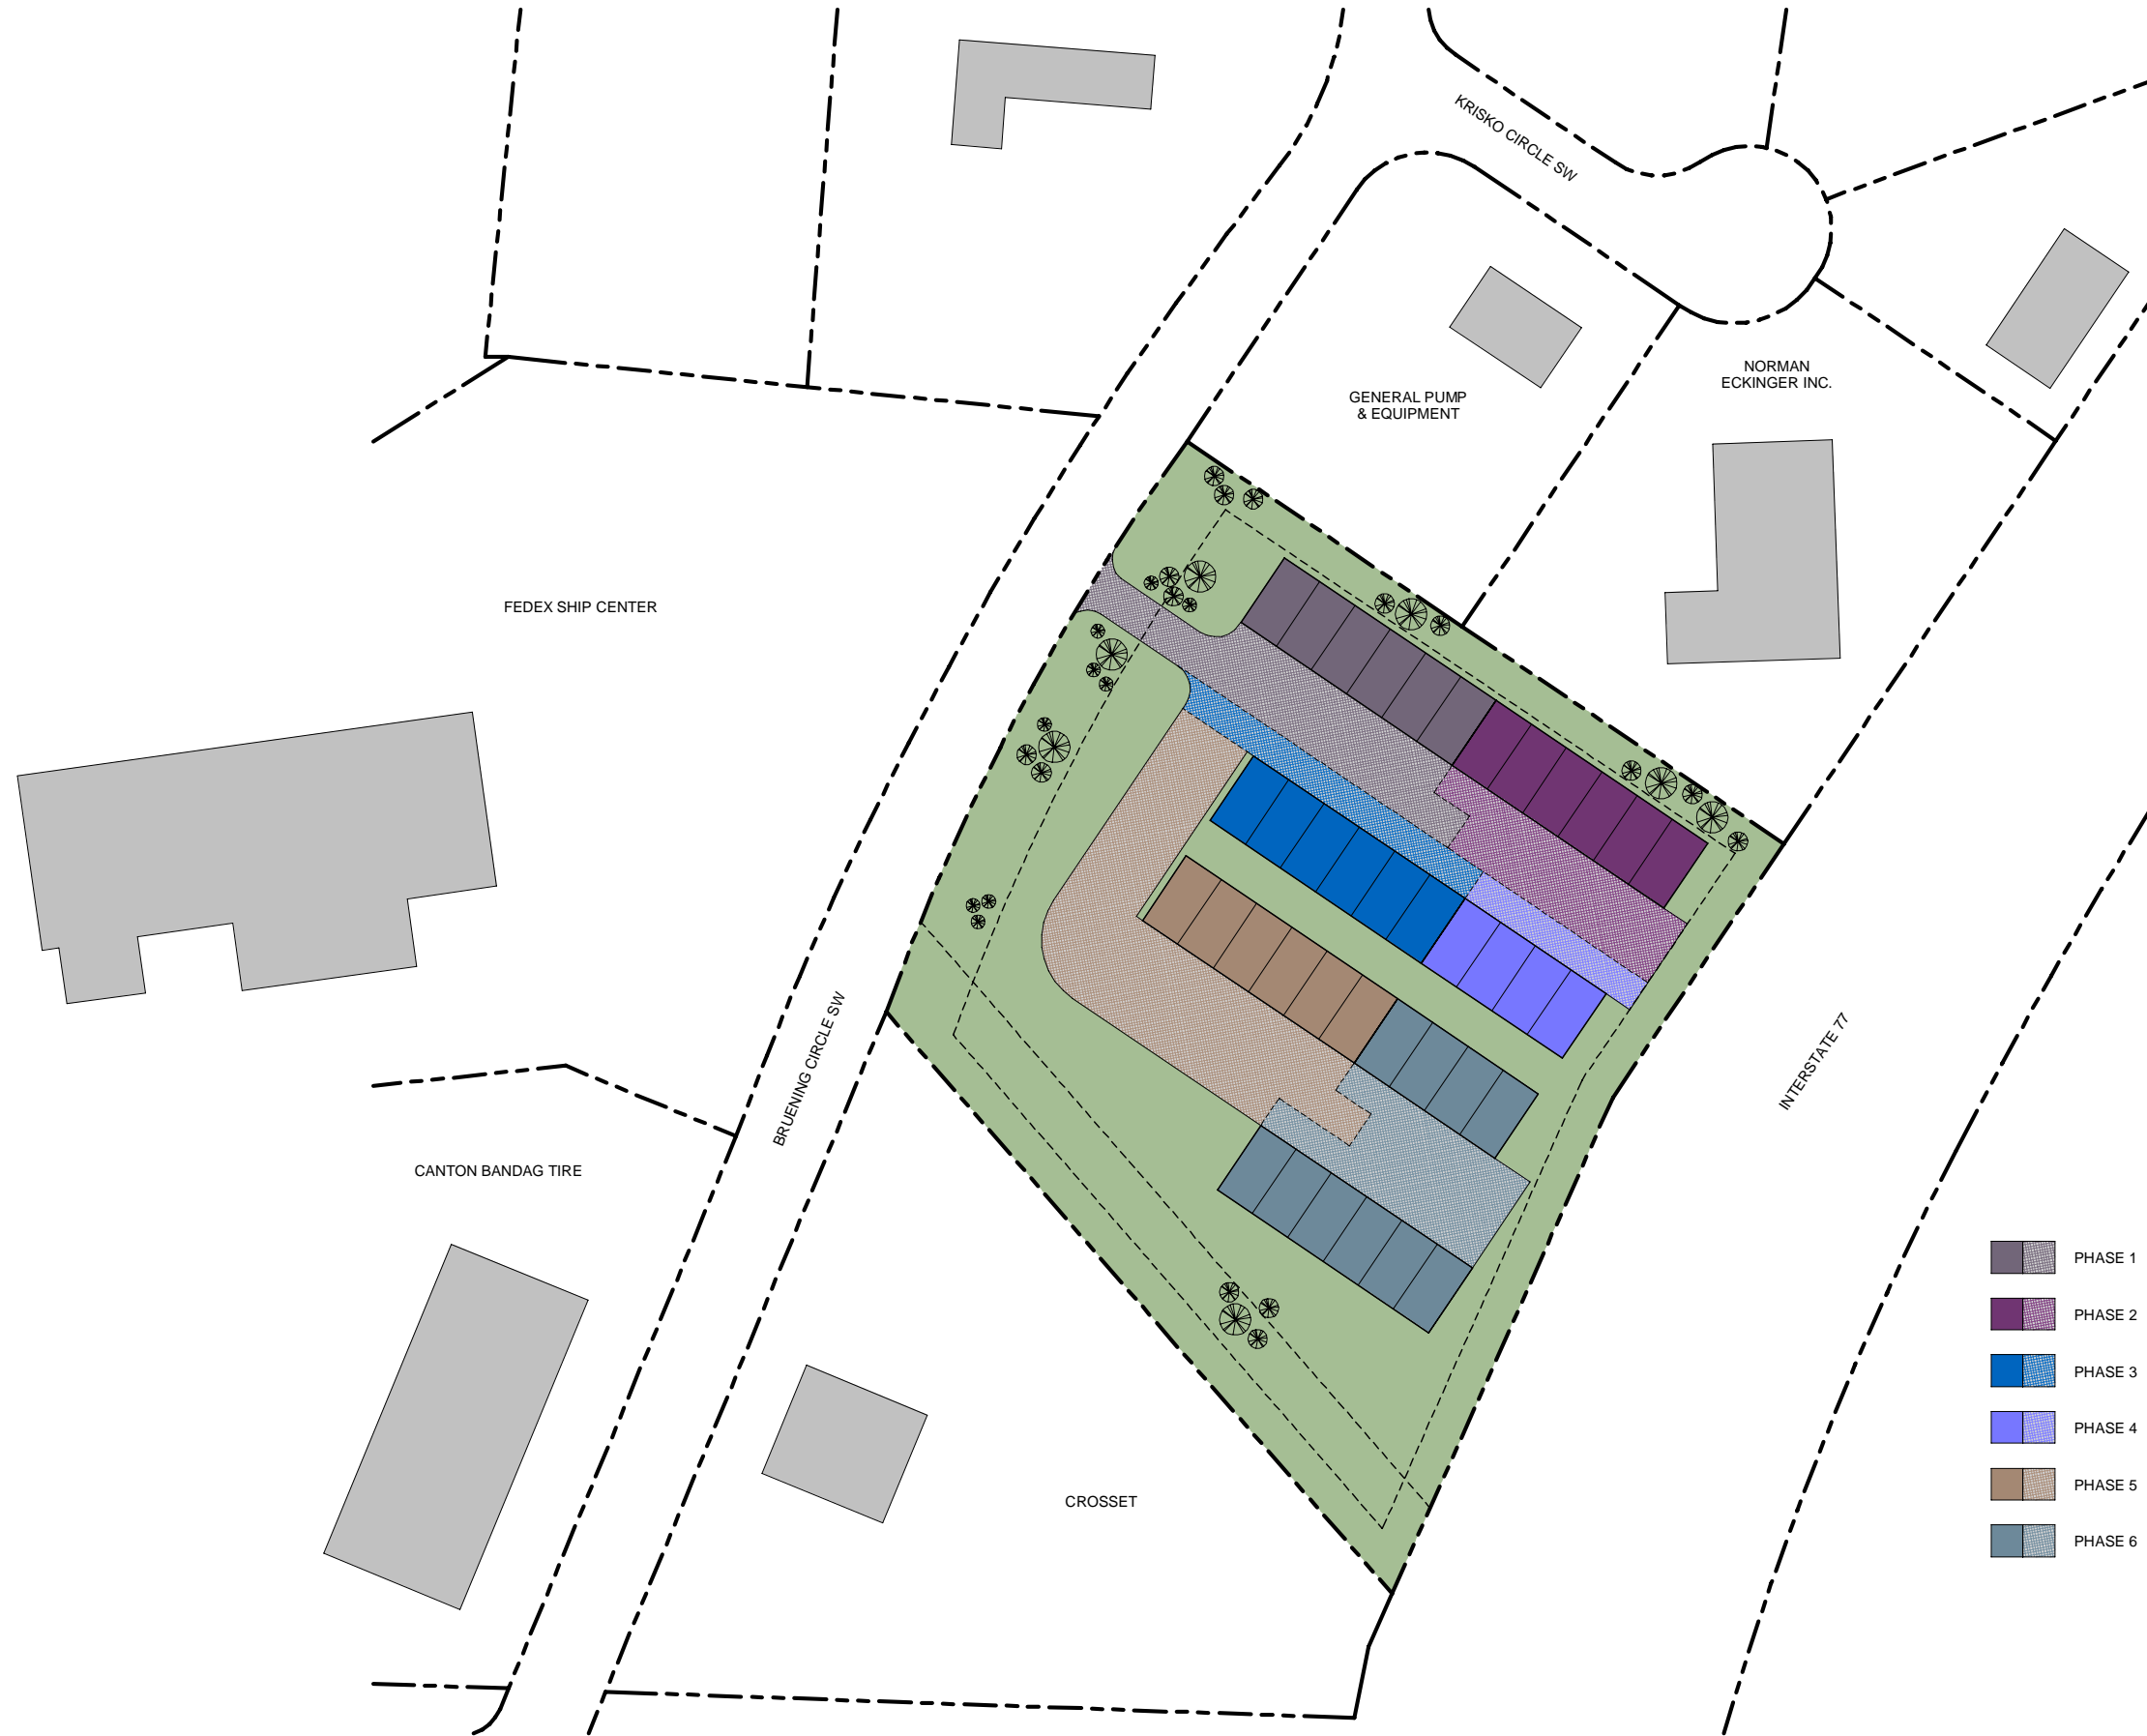 KRISKO CIRCLE SW
NORMAN
ECKINGER INC.
GENERAL PUMP
& EQUIPMENT
FEDEX SHIP CENTER
BRUENING CIRCLE SW
INTERSTATE 77
CANTON BANDAG TIRE
CROSSET
PHASE 1
PHASE 2
PHASE 3
PHASE 4
PHASE 5
PHASE 6